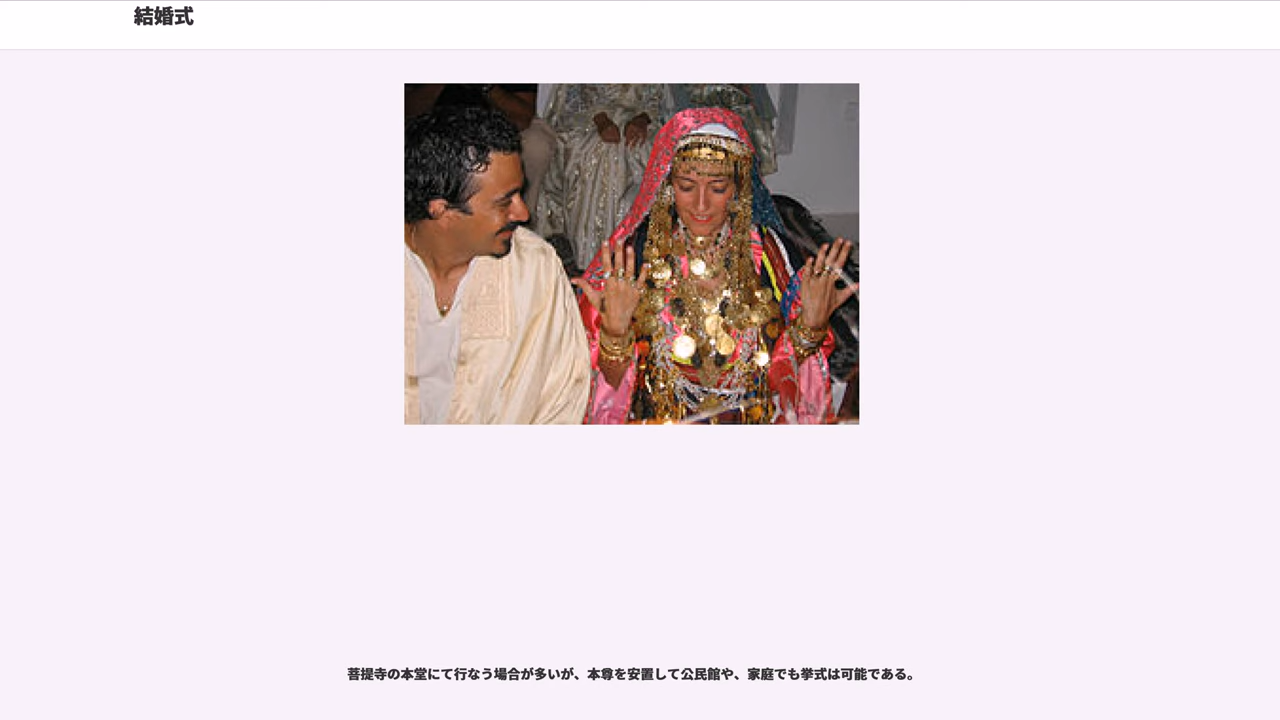 結婚式
菩提寺の本堂にて行なう場合が多いが、本尊を安置して公民館や、家庭でも挙式は可能である。